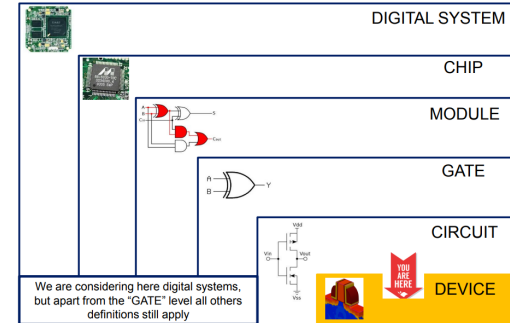 DIGITAL SYSTEM
CHIP
MODULE
A
B
S
Cout
GATE
A
B
Y
CIRCUIT
Vdd
Vin
Vout
Vss
YOU
ARE
HERE
DEVICE
We are considering here digital systems,
but apart from the “GATE” level all others
definitions still apply